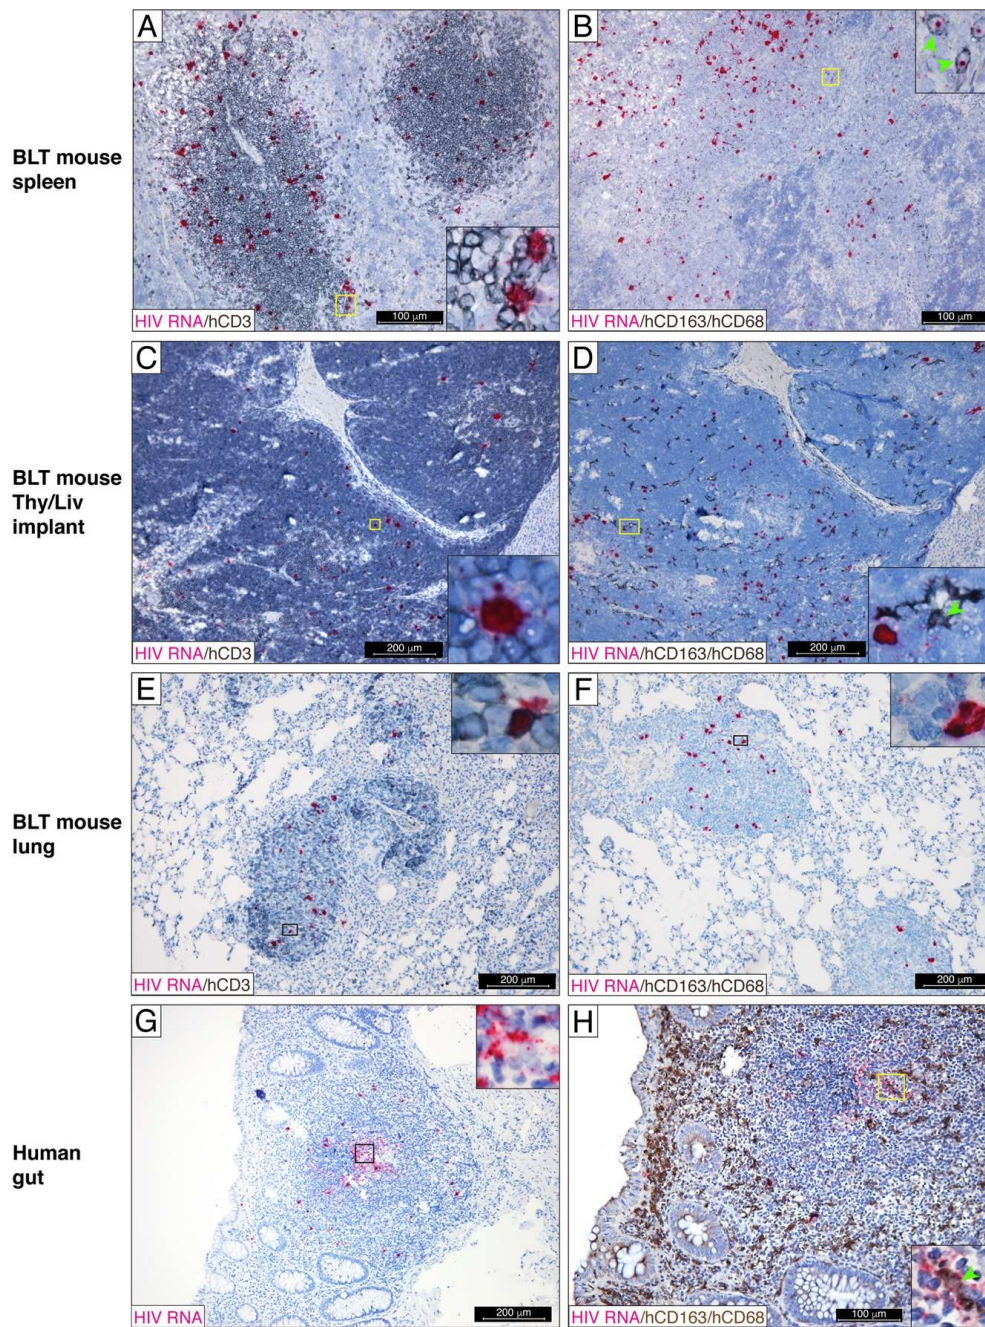 A
B
BLT mouse
spleen
HIV RNA/hCD3
100 μm
HIV RNA/hCD163/hCD68
100 μm
C
D
BLT mouse
Thy/Liv
implant
HIV RNA/hCD3
200 μm
HIV RNA/hCD163/hCD68
200 μm
E
F
BLT mouse
lung
HIV RNA/hCD3
200 μm
HIV RNA/hCD163/hCD68
200 μm
G
H
Human
gut
HIV RNA
200 μm
HIV RNA/hCD163/hCD68
100 μm